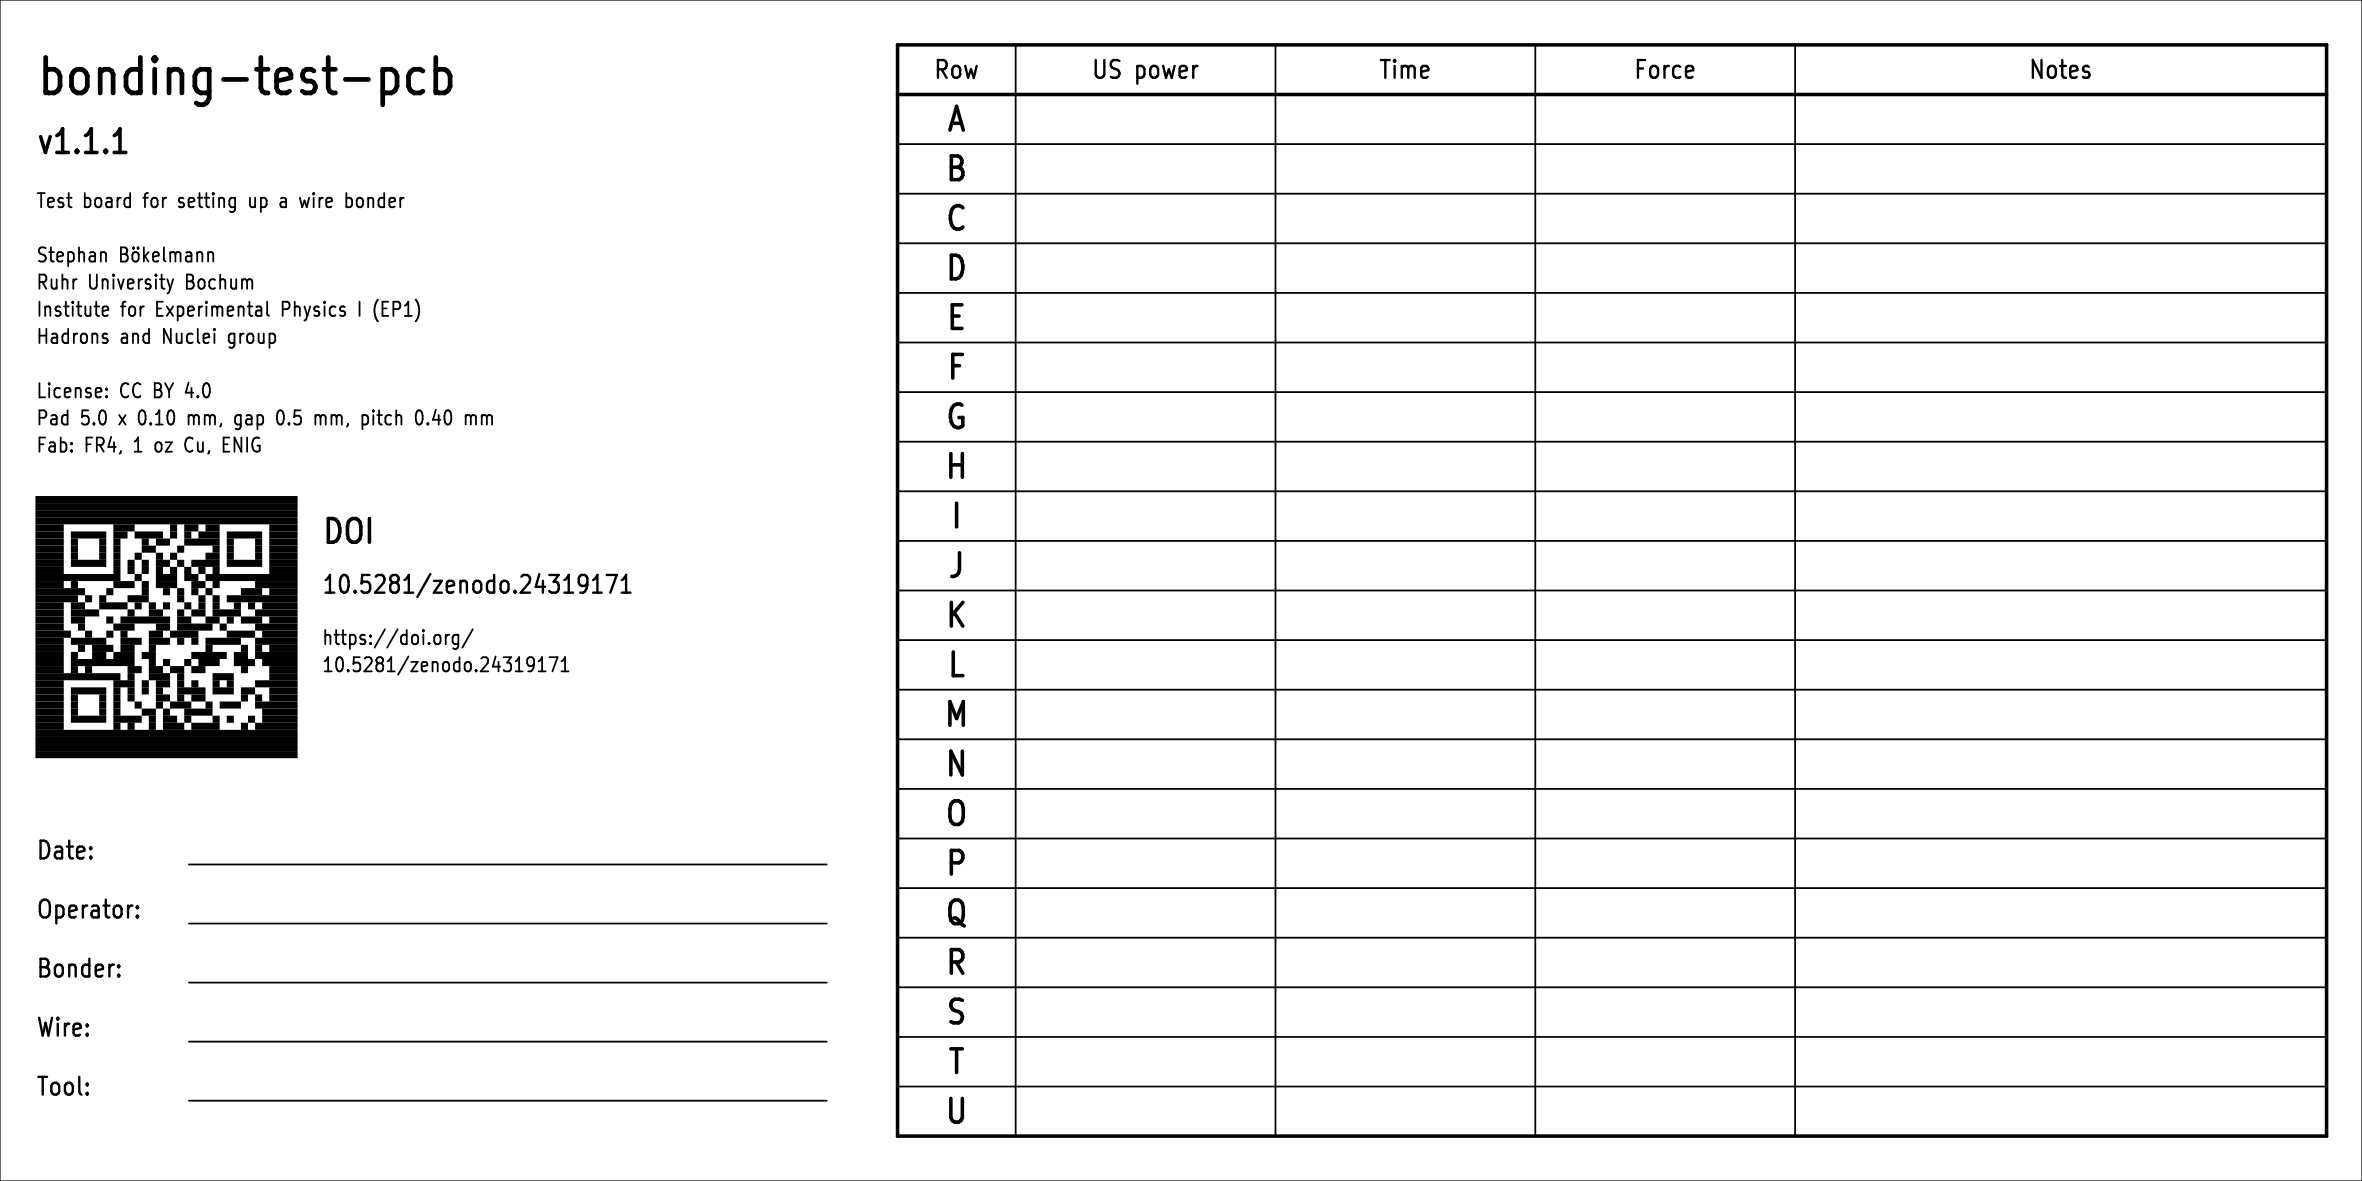 bonding-test-pcb
v1.1.1
Test board for setting up a wire bonder
Stephan Bökelmann
Ruhr University Bochum
Institute for Experimental Physics I (EP1)
Hadrons and Nuclei group
License: CC BY 4.0
Pad 5.0 x 0.10 mm, gap 0.5 mm, pitch 0.40 mm
Fab: FR4, 1 oz Cu, ENIG
DOI
10.5281/zenodo.24319171
https://doi.org/
10.5281/zenodo.24319171
Date:
Operator:
Bonder:
Wire:
Tool:
Row US power Time Force Notes
A
B
C
D
E
F
G
H
I
J
K
L
M
N
O
P
Q
R
S
T
U